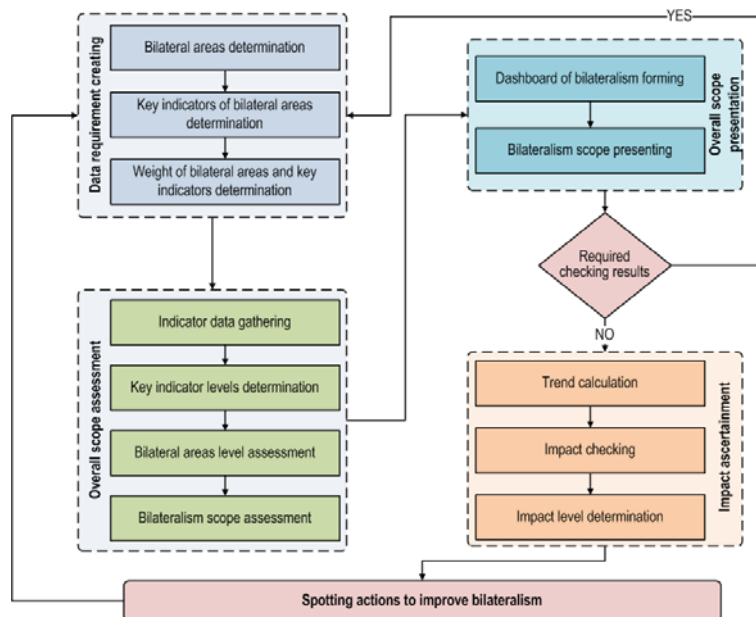 YES
Data requirement creating
Bilateral areas determination
Key indicators of bilateral areas
determination
Weight of bilateral areas and key
indicators determination
Overall scope assessment
Indicator data gathering
Key indicator levels determination
Bilateral areas level assessment
Bilateralism scope assessment
Dashboard of bilateralism forming
Bilateralism scope presenting
Overall scope
presentation
Required
checking results
NO
Trend calculation
Impact checking
Impact level determination
Impact ascertainment
Spotting actions to improve bilateralism